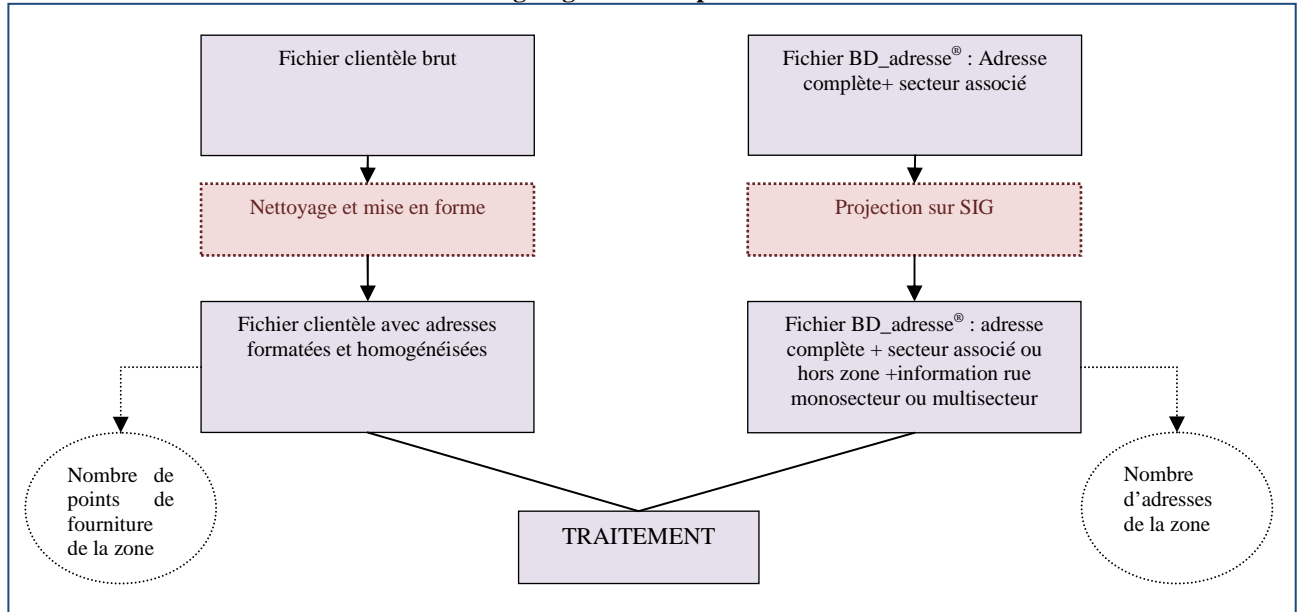 Fichier clientèle brut
Fichier BD_adresse® : Adresse
complète+ secteur associé
Nettoyage et mise en forme
Projection sur SIG
Fichier clientèle avec adresses
formatées et homogénéisées
Fichier BD_adresse® : adresse
complète + secteur associé ou
hors zone +information rue
monosecteur ou multisecteur
Nombre de
points de
fourniture
de la zone
Nombre
d’adresses
de la zone
TRAITEMENT